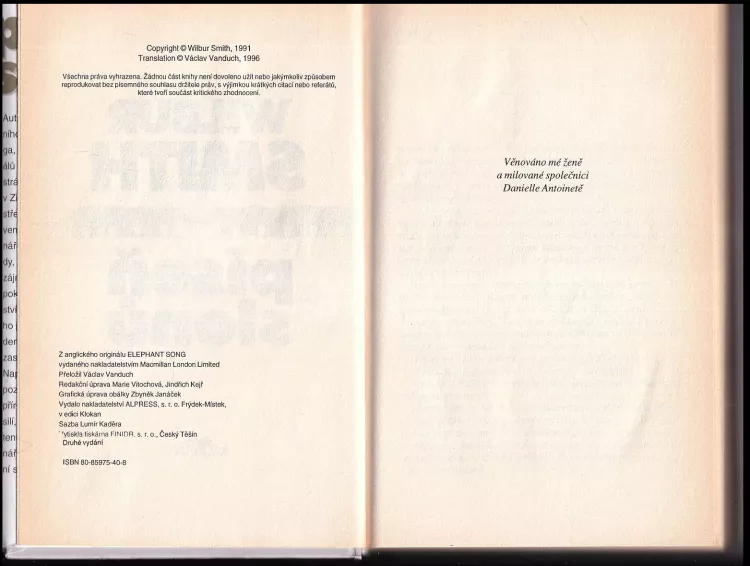 Copyright © Wilbur Smith, 1991
Translation © Václav Vanduch, 1996
Všechna práva vyhrazena. Žádnou část knihy není dovoleno užít nebo jakýmkoliv způsobem
reprodukovat bez písemného souhlasu držitele práv, s výjimkou krátkých citací nebo referátů,
které tvoří součást kritického zhodnocení.
Z anglického originálu ELEPHANT SONG
vydaného nakladatelstvím Macmillan London Limited
Přeložil Václav Vanduch
Redakční úprava Marie Vitochová, Jindřich Kejř
Grafická úprava obálky Zbyněk Janáček
Vydalo nakladatelství ALPRESS, s. r. o. Frýdek-Místek,
v edici Klokan
Sazba Lumír Kaděra
Vytiskla tiskárna FINIDR, s. r. o., Český Těšín
Druhé vydání
ISBN 80-85975-40-8
Věnováno mé ženě
a milované společnici
Danielle Antoinetě